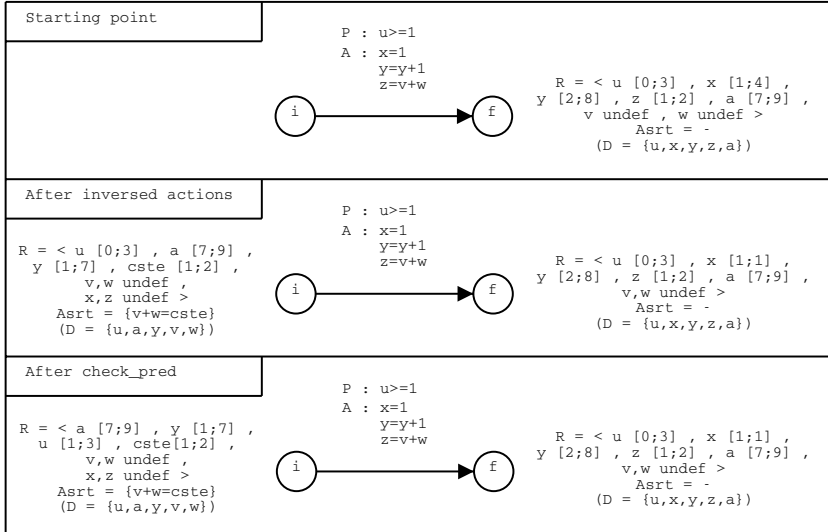 Starting point
P : u>=1
A : x=1
y=y+1
z=v+w
i
f
R = < u [0;3] , x [1;4] ,
y [2;8] , z [1;2] , a [7;9] ,
v undef , w undef >
Asrt = -
(D = {u,x,y,z,a})
After inversed actions
P : u>=1
A : x=1
y=y+1
z=v+w
R = < u [0;3] , a [7;9] ,
y [1;7] , cste [1;2] ,
v,w undef ,
x,z undef >
Asrt = {v+w=cste}
(D = {u,a,y,v,w})
i
f
R = < u [0;3] , x [1;1] ,
y [2;8] , z [1;2] , a [7;9] ,
v,w undef >
Asrt = -
(D = {u,x,y,z,a})
After check_pred
P : u>=1
A : x=1
y=y+1
z=v+w
R = < a [7;9] , y [1;7] ,
u [1;3] , cste[1;2] ,
v,w undef ,
x,z undef >
Asrt = {v+w=cste}
(D = {u,a,y,v,w})
i
f
R = < u [0;3] , x [1;1] ,
y [2;8] , z [1;2] , a [7;9] ,
v,w undef >
Asrt = -
(D = {u,x,y,z,a})